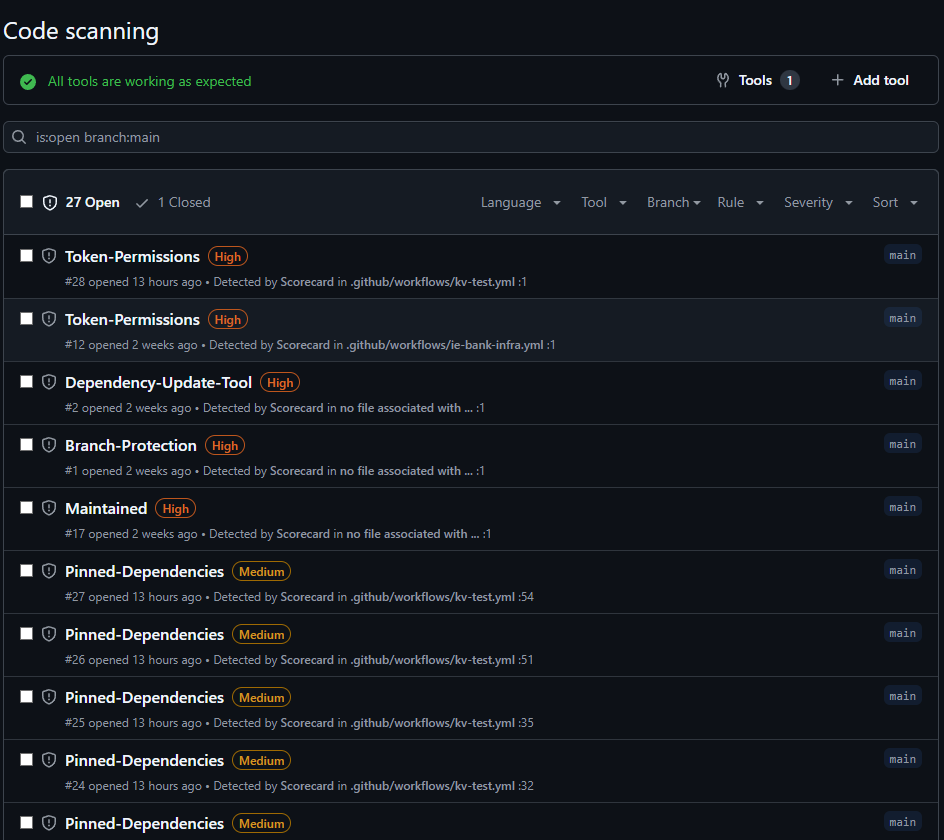 Code scanning
All tools are working as expected Tools 1 Add tool
is:open branch:main
27 Open 1 Closed Language Tool Branch Rule Severity Sort
Token-Permissions High main
#28 opened 13 hours ago • Detected by Scorecard in .github/workflows/kv-test.yml :1
Token-Permissions High main
#12 opened 2 weeks ago • Detected by Scorecard in .github/workflows/ie-bank-infra.yml :1
Dependency-Update-Tool High main
#2 opened 2 weeks ago • Detected by Scorecard in no file associated with ... :1
Branch-Protection High main
#1 opened 2 weeks ago • Detected by Scorecard in no file associated with ... :1
Maintained High main
#17 opened 2 weeks ago • Detected by Scorecard in no file associated with ... :1
Pinned-Dependencies Medium main
#27 opened 13 hours ago • Detected by Scorecard in .github/workflows/kv-test.yml :54
Pinned-Dependencies Medium main
#26 opened 13 hours ago • Detected by Scorecard in .github/workflows/kv-test.yml :51
Pinned-Dependencies Medium main
#25 opened 13 hours ago • Detected by Scorecard in .github/workflows/kv-test.yml :35
Pinned-Dependencies Medium main
#24 opened 13 hours ago • Detected by Scorecard in .github/workflows/kv-test.yml :32
Pinned-Dependencies Medium main